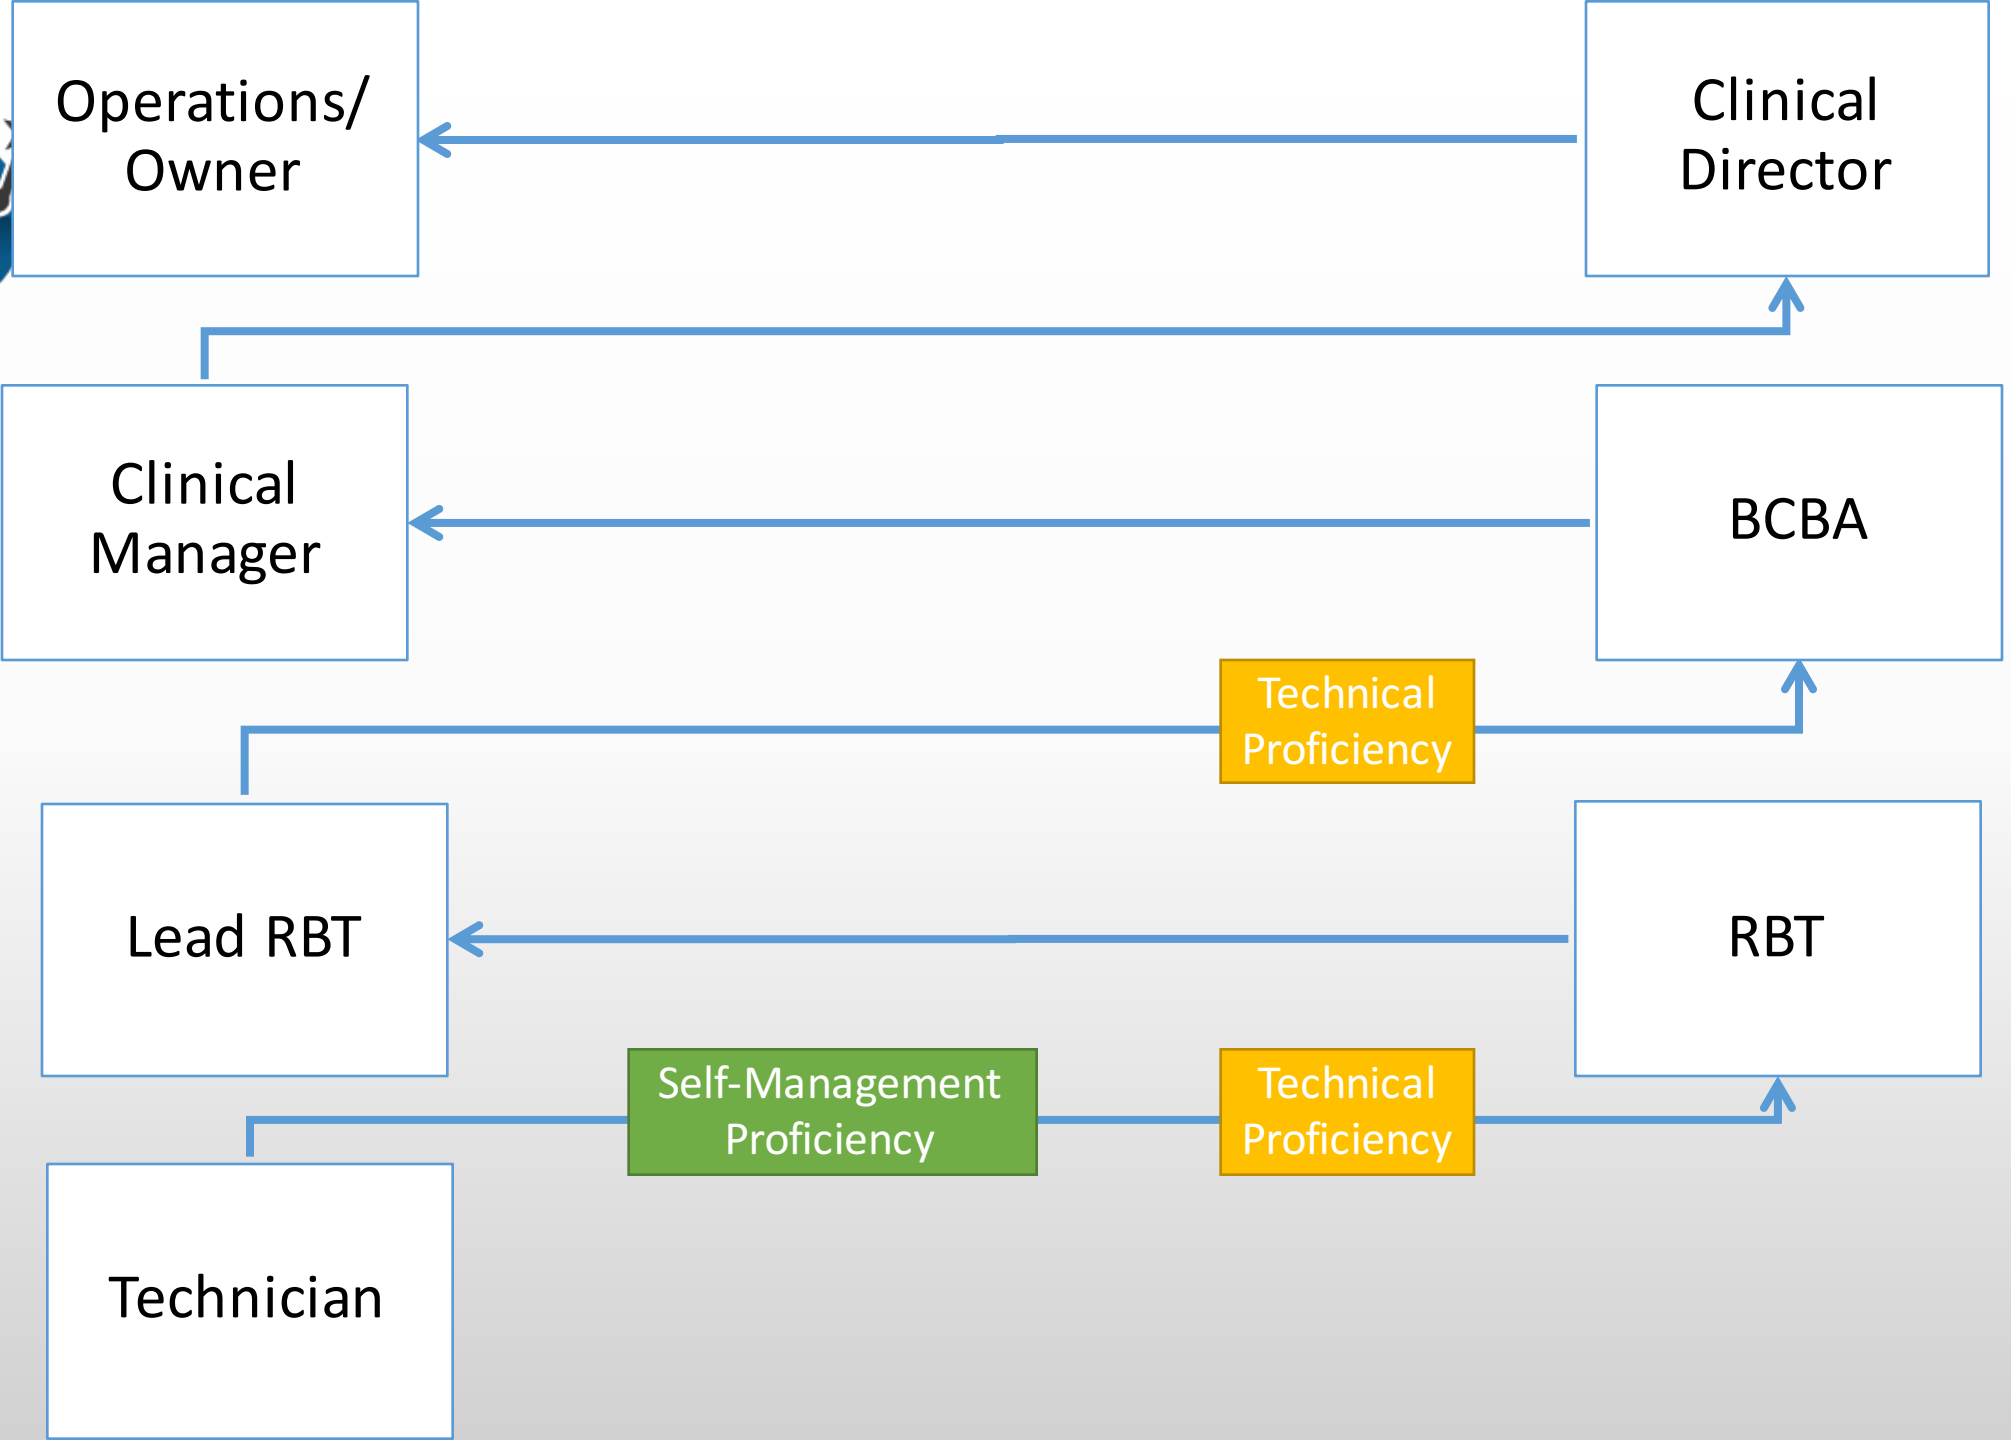 Operations/
Owner
Clinical
Director
Clinical
Manager
BCBA
Technical
Proficiency
Lead RBT
RBT
Self-Management
Proficiency
Technical
Proficiency
Technician